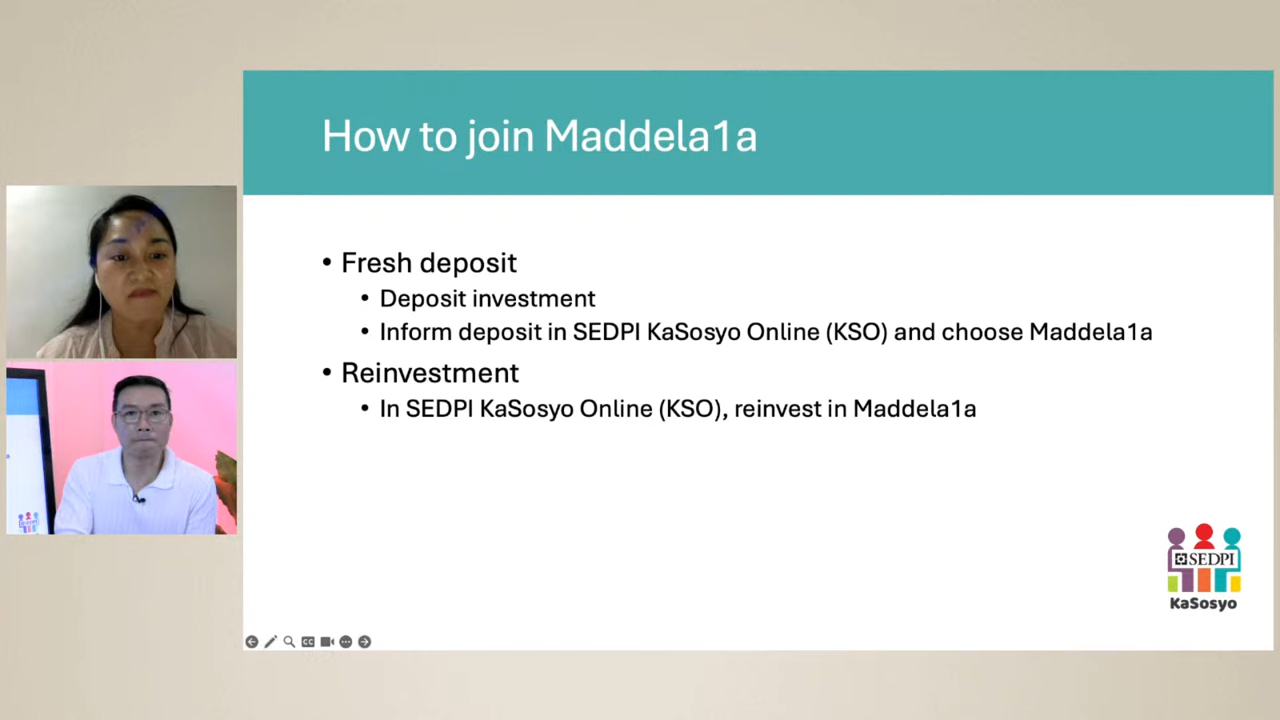 How to join Maddela1a
• Fresh deposit
• Deposit investment
• Inform deposit in SEDPI KaSosyo Online (KSO) and choose Maddela1a
• Reinvestment
• In SEDPI KaSosyo Online (KSO), reinvest in Maddela1a
SEDPI
KaSosyo
CC